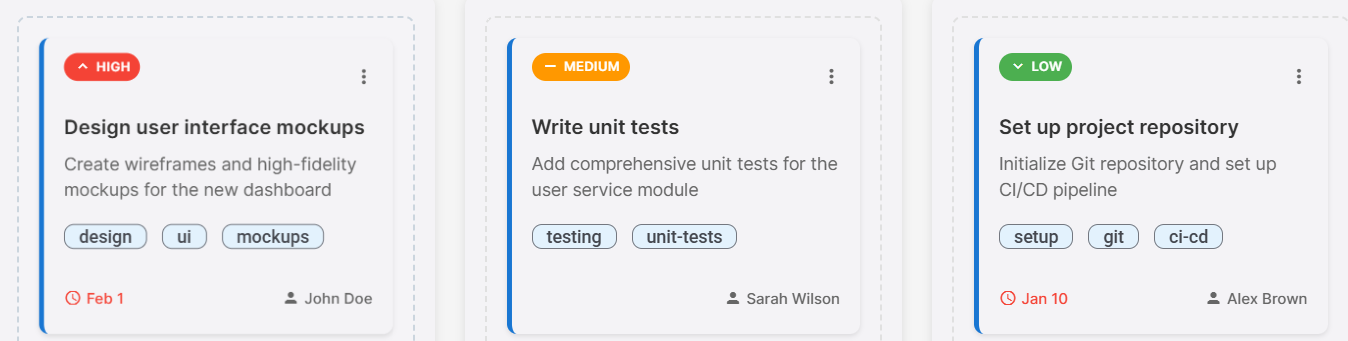 HIGH
Design user interface mockups
Create wireframes and high-fidelity
mockups for the new dashboard
design ui mockups
Feb 1 John Doe
MEDIUM
Write unit tests
Add comprehensive unit tests for the
user service module
testing unit-tests
Sarah Wilson
LOW
Set up project repository
Initialize Git repository and set up
CI/CD pipeline
setup git ci-cd
Jan 10 Alex Brown